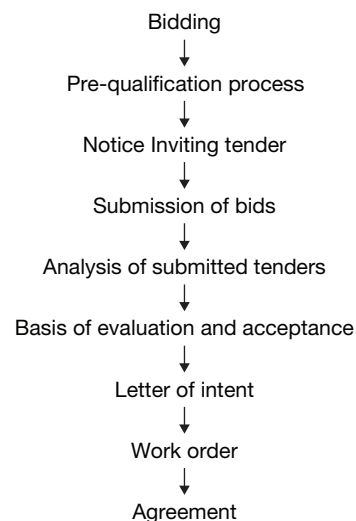 Bidding
Pre-qualification process
Notice Inviting tender
Submission of bids
Analysis of submitted tenders
Basis of evaluation and acceptance
Letter of intent
Work order
Agreement